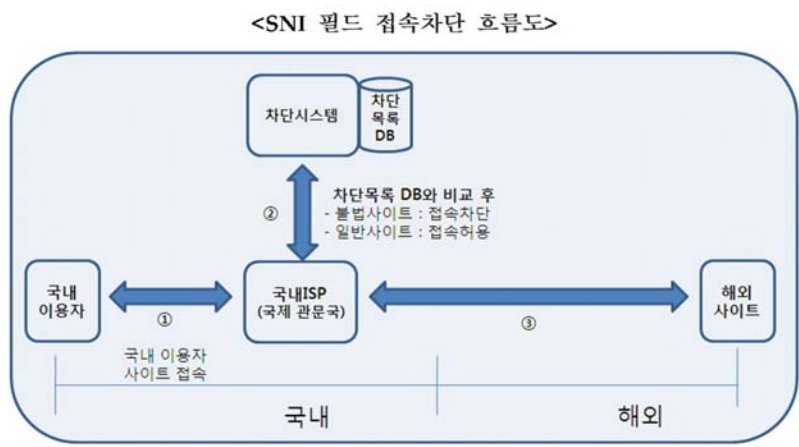 <SNI 필드 접속차단 흐름도>
차단시스템
차단
목록
DB
②
차단목록 DB와 비교 후
- 불법사이트 : 접속차단
- 일반사이트 : 접속허용
국내
이용자
①
국내ISP
(국제 관문국)
③
해외
사이트
국내 이용자
사이트 접속
국내
해외